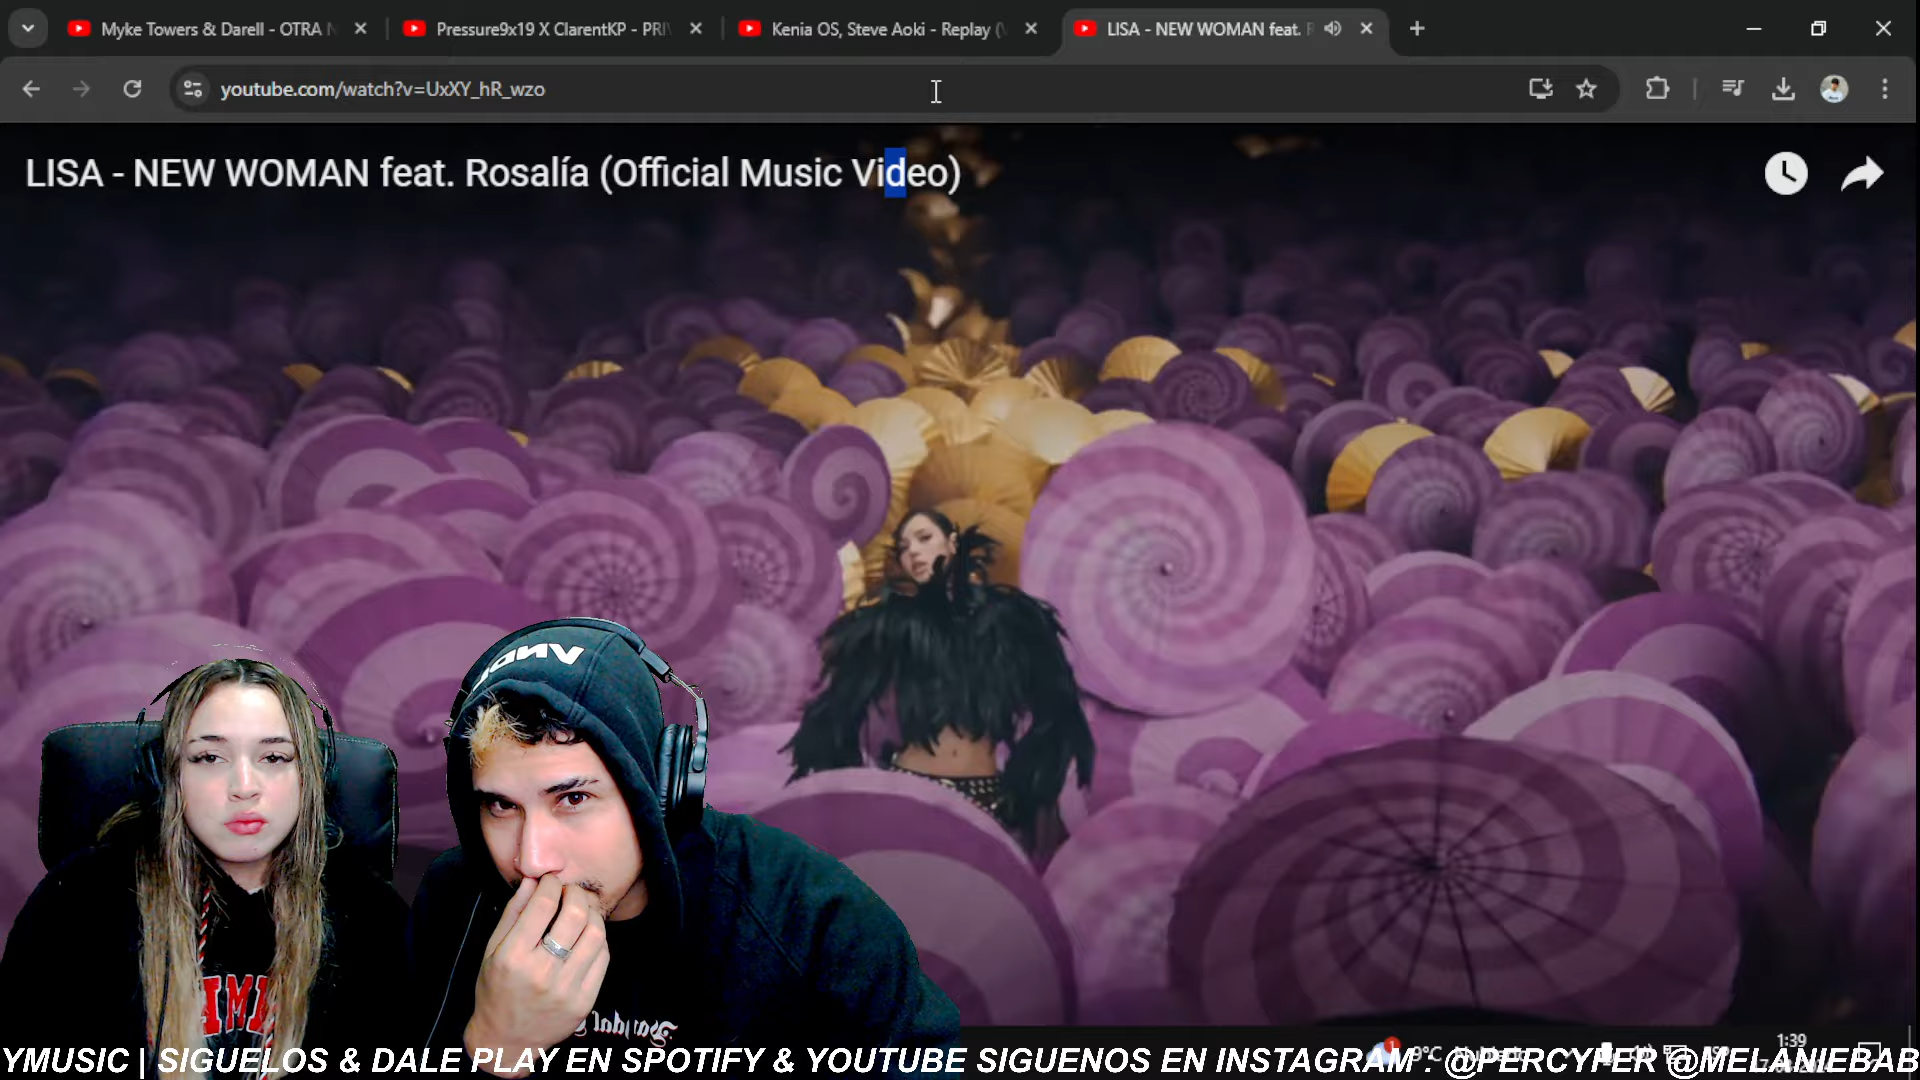 Myke Towers & Darell - OTRA N
Pressure9x19 X ClarentKP - PRI
Kenia OS, Steve Aoki - Replay (
LISA - NEW WOMAN feat.
youtube.com/watch?v=UxXY_hR_wzo
LISA - NEW WOMAN feat. Rosalía (Official Music Video)
1:39
YMUSIC | SIGUELOS & DALE PLAY EN SPOTIFY & YOUTUBE SIGUENOS EN INSTAGRAM : @PERCYFER @MELANIEBAB